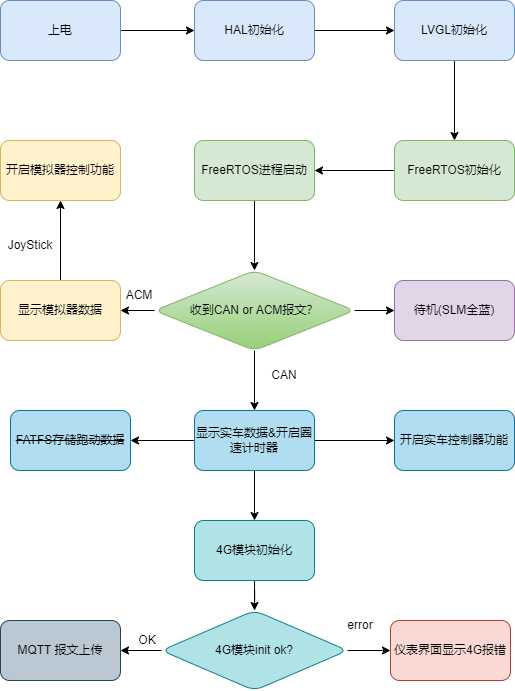 上电
HAL初始化
LVGL初始化
开启模拟器控制功能
FreeRTOS进程启动
FreeRTOS初始化
JoyStick
ACM
显示模拟器数据
收到CAN or ACM报文?
待机(SLM全蓝)
CAN
FATFS存储跑动数据
显示实车数据&开启圈
速计时器
开启实车控制器功能
4G模块初始化
OK
error
MQTT 报文上传
4G模块init ok?
仪表界面显示4G报错